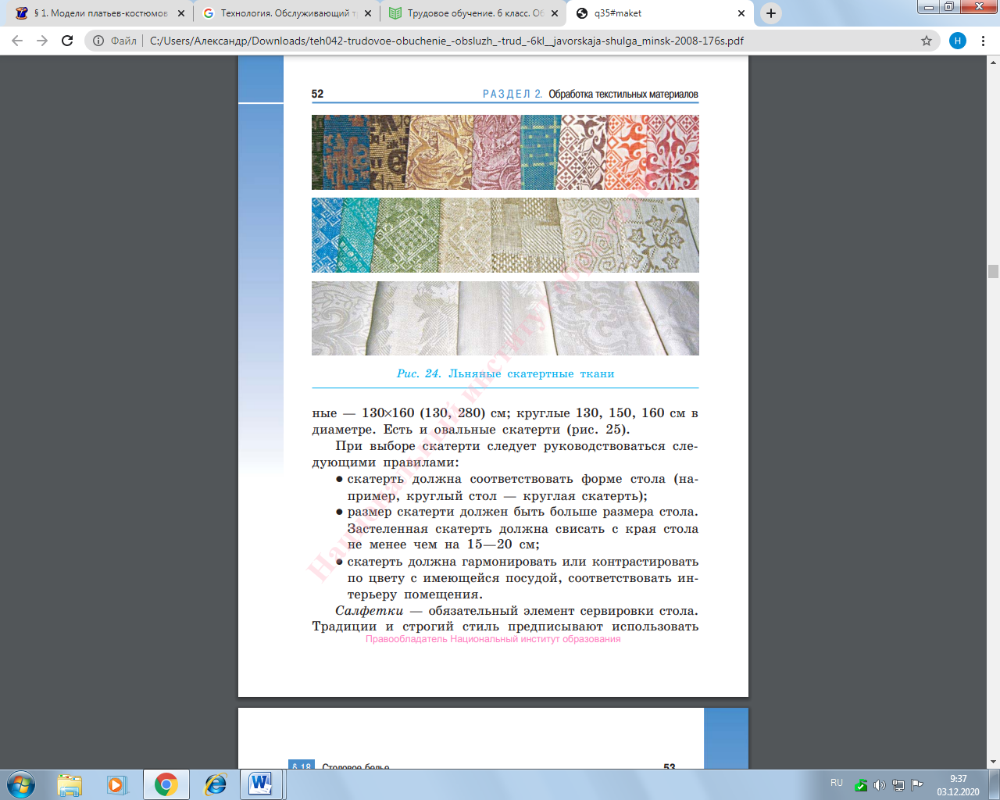 § 1. Модели платьев-костюмов
Технология. Обслуживающий т
Трудовое обучение. 6 класс. Об
q35#maket
Файл
C:/Users/Александр/Downloads/teh042-trudovoe-obuchenie_-obsluzh_-trud_-6kl__javorskaja-shulga_minsk-2008-176s.pdf
Н
52 РАЗДЕЛ 2. Обработка текстильных материалов
Рис. 24. Льняные скатертные ткани
ные — 130×160 (130, 280) см; круглые 130, 150, 160 см в
диаметре. Есть и овальные скатерти (рис. 25).
При выборе скатерти следует руководствоваться сле-
дующими правилами:
● скатерть должна соответствовать форме стола (на-
пример, круглый стол — круглая скатерть);
● размер скатерти должен быть больше размера стола.
Застеленная скатерть должна свисать с края стола
не менее чем на 15—20 см;
● скатерть должна гармонировать или контрастировать
по цвету с имеющейся посудой, соответствовать ин-
терьеру помещения.
Салфетки — обязательный элемент сервировки стола.
Традиции и строгий стиль предписывают использовать
Правообладатель Национальный институт образования
Национальный институт образования
§ 18 Столовое белье 53
RU
9:37
03.12.2020